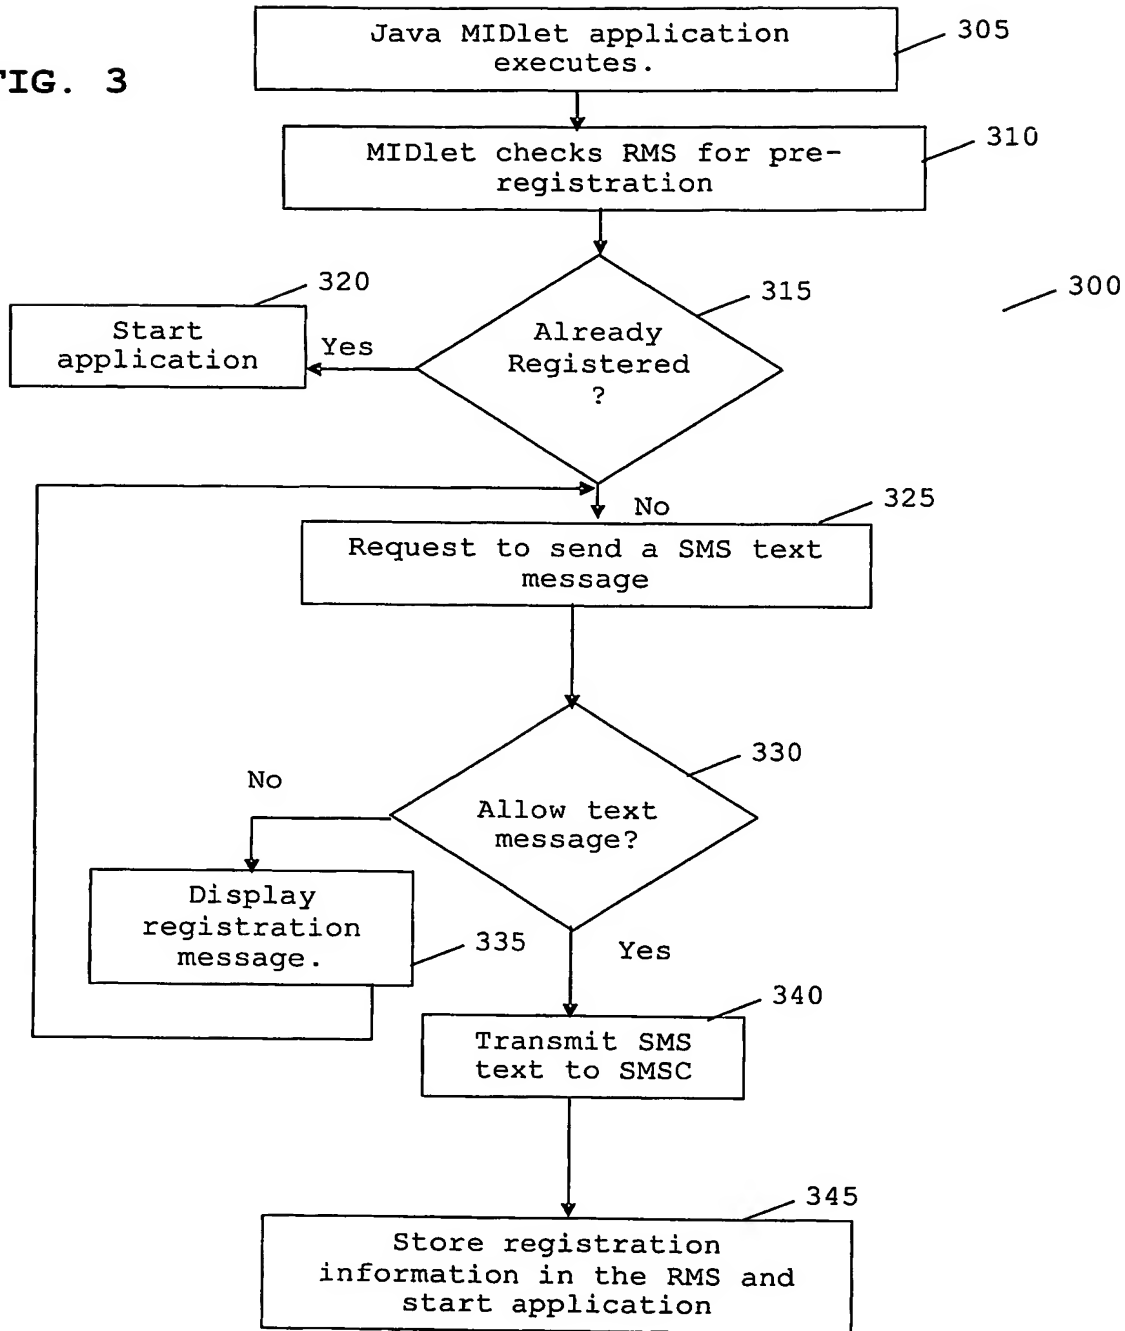 FIG. 3
Java MIDlet application
executes.
305
MIDlet checks RMS for pre-
registration
310
Already
Registered
?
315
300
320
Start
application
Yes
No
325
Request to send a SMS text
message
330
Allow text
message?
No
Display
registration
message.
335
Yes
340
Transmit SMS
text to SMSC
345
Store registration
information in the RMS and
start application